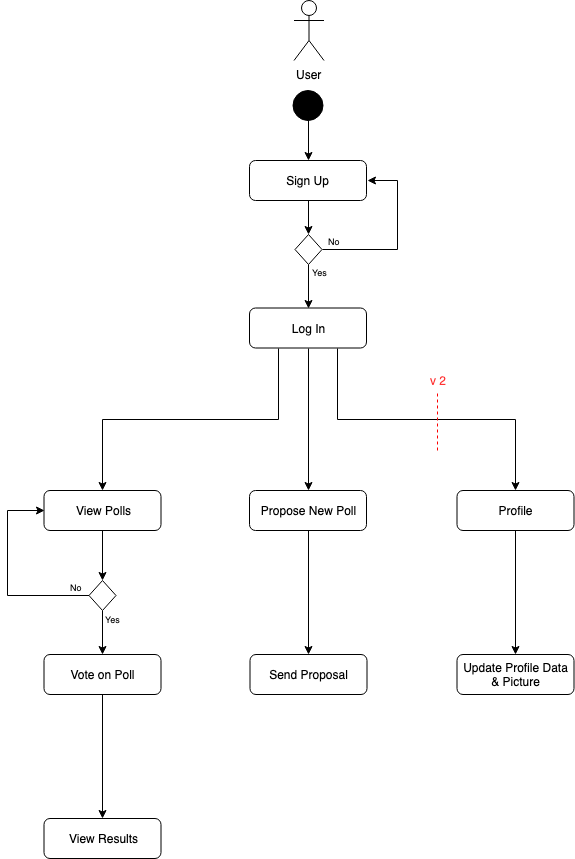 User
Sign Up
No
Yes
Log In
v 2
View Polls
Propose New Poll
Profile
No
Yes
Vote on Poll
Send Proposal
Update Profile Data
& Picture
View Results